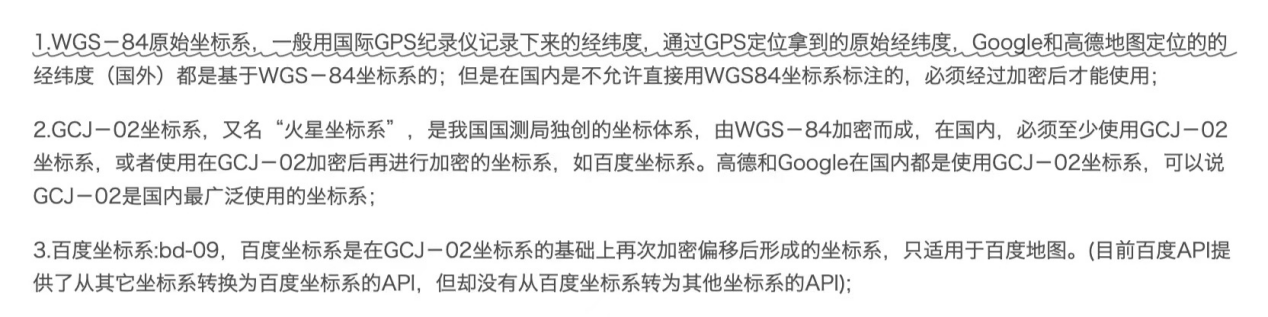 1.WGS－84原始坐标系，一般用国际GPS纪录仪记录下来的经纬度，通过GPS定位拿到的原始经纬度，Google和高德地图定位的的
经纬度（国外）都是基于WGS－84坐标系的；但是在国内是不允许直接用WGS84坐标系标注的，必须经过加密后才能使用；
2.GCJ－02坐标系，又名“火星坐标系”，是我国国测局独创的坐标体系，由WGS－84加密而成，在国内，必须至少使用GCJ－02
坐标系，或者使用在GCJ－02加密后再进行加密的坐标系，如百度坐标系。高德和Google在国内都是使用GCJ－02坐标系，可以说
GCJ－02是国内最广泛使用的坐标系；
3.百度坐标系:bd-09，百度坐标系是在GCJ－02坐标系的基础上再次加密偏移后形成的坐标系，只适用于百度地图。(目前百度API提
供了从其它坐标系转换为百度坐标系的API，但却没有从百度坐标系转为其他坐标系的API);